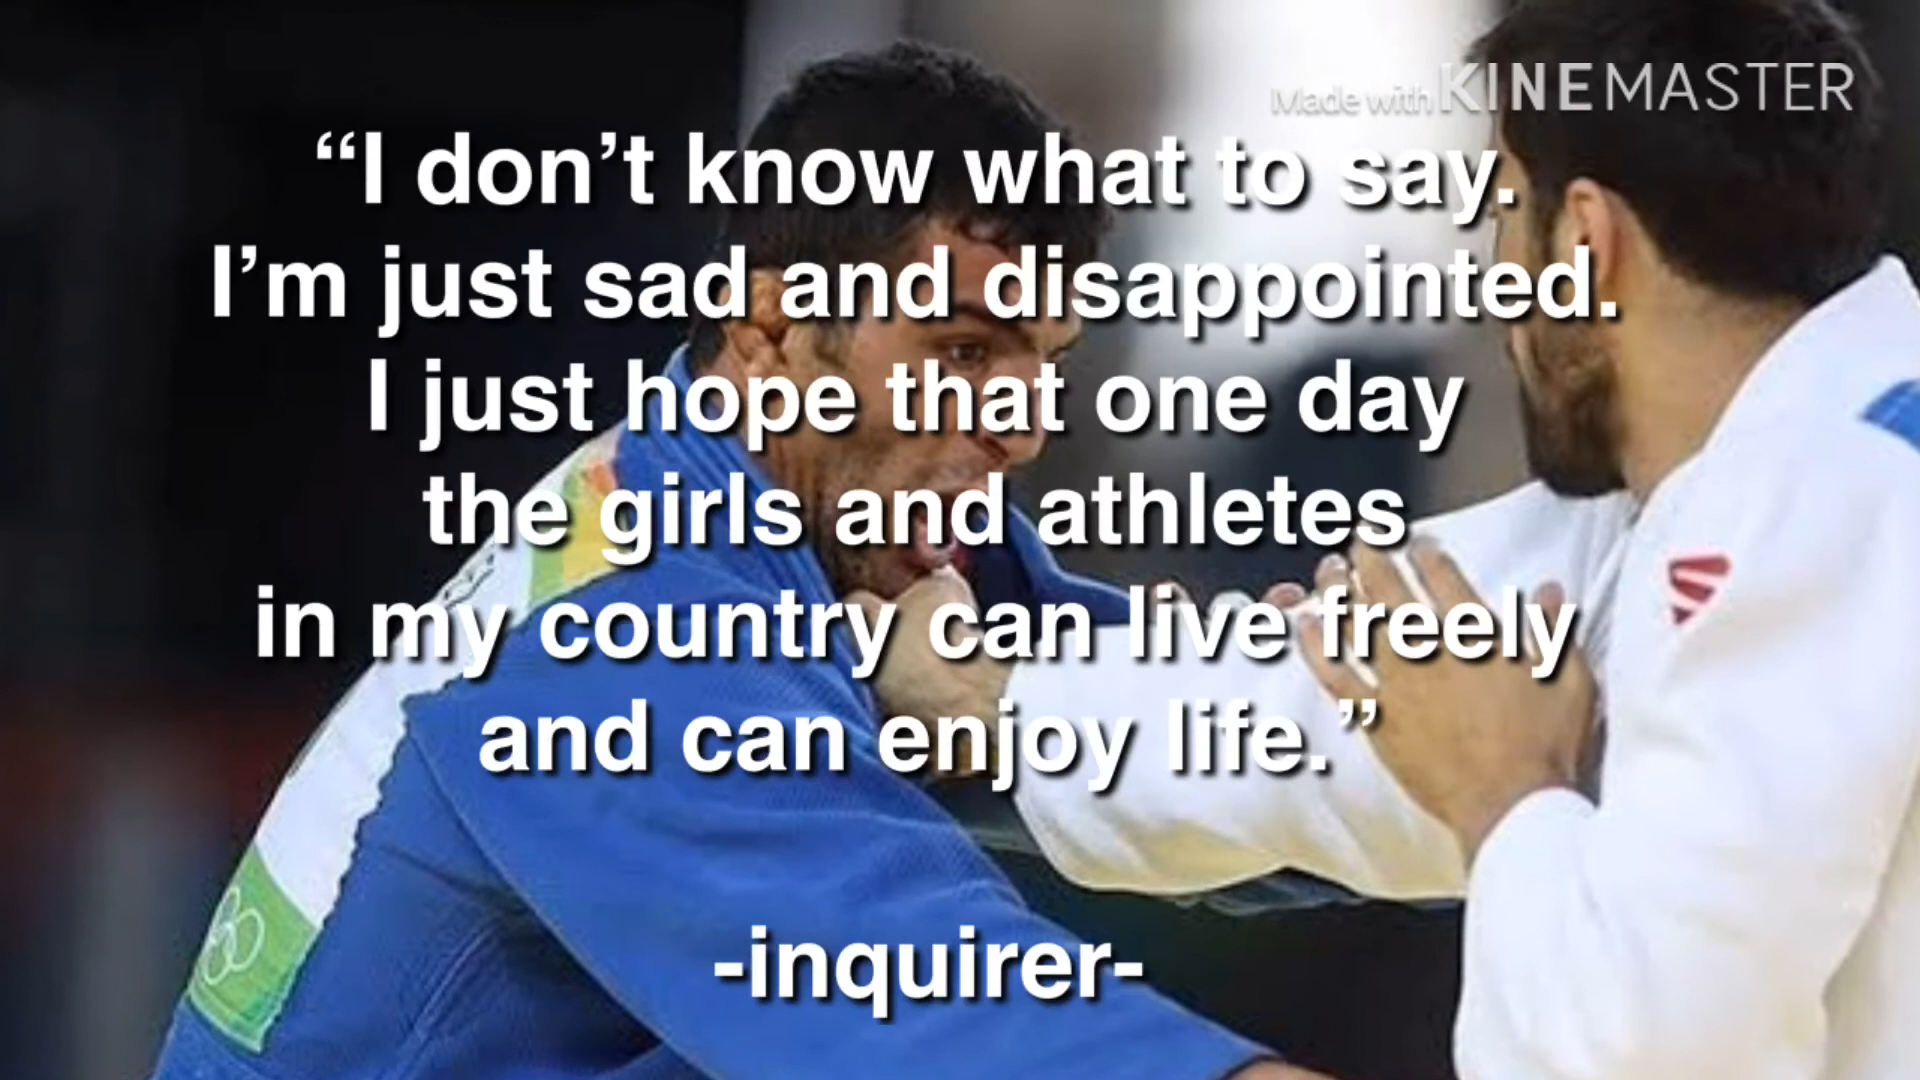 Made with KINEMASTER
“I don’t know what to say.
I’m just sad and disappointed.
I just hope that one day
the girls and athletes
in my country can live freely
and can enjoy life.”
-inquirer-